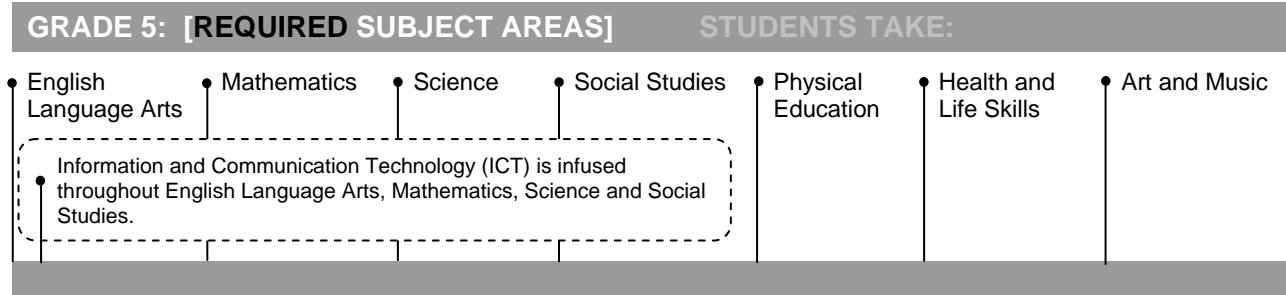 GRADE 5: [REQUIRED SUBJECT AREAS] STUDENTS TAKE:
English
Language Arts
Mathematics
Science
Social Studies
Physical
Education
Health and
Life Skills
Art and Music
Information and Communication Technology (ICT) is infused
throughout English Language Arts, Mathematics, Science and Social
Studies.